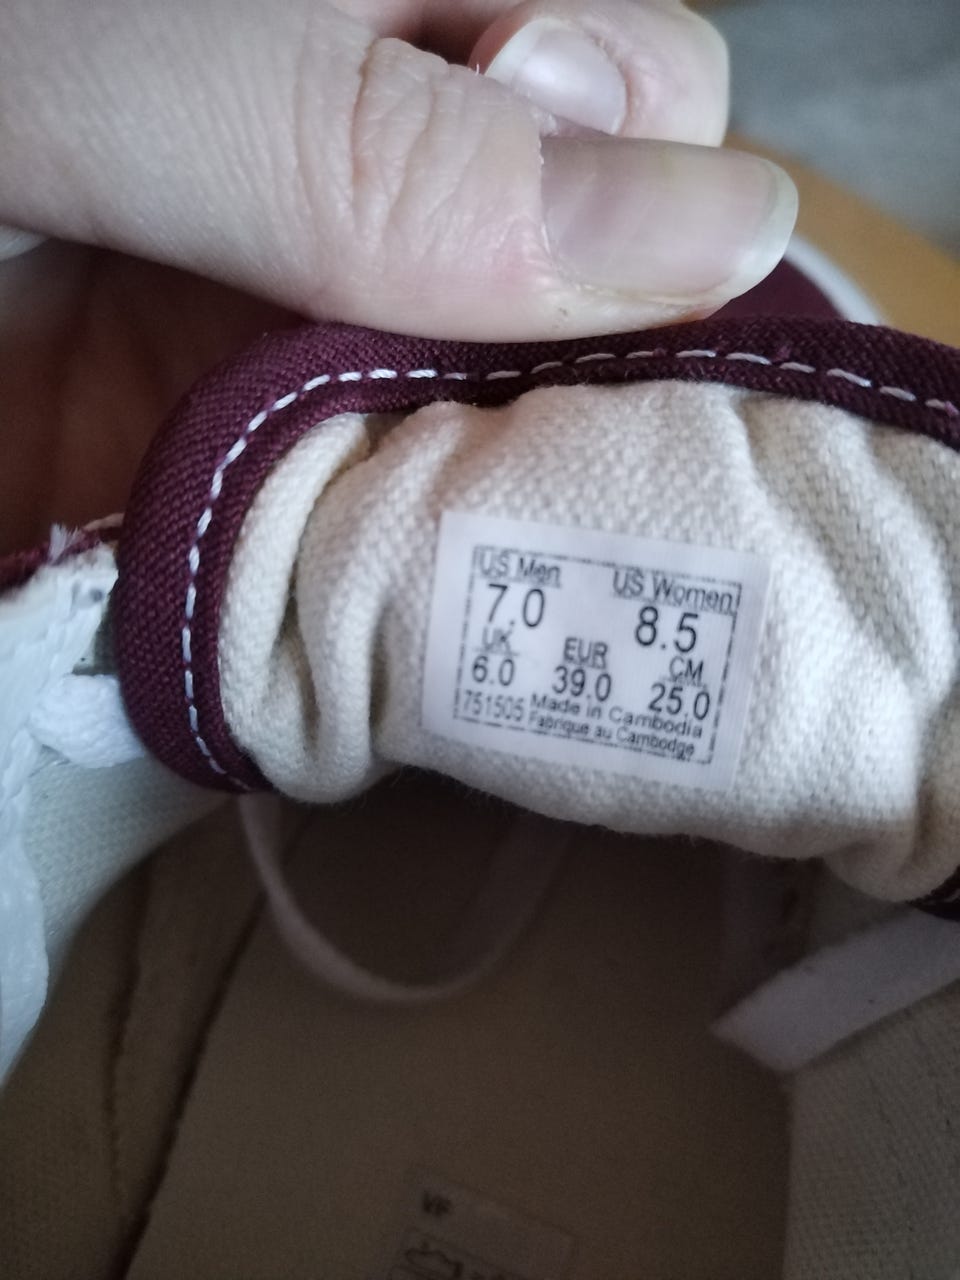 US Men US Women
7.0 8.5
UK EUR CM
6.0 39.0 25.0
751505 Made in Cambodia
Fabrique au Cambodge
VF